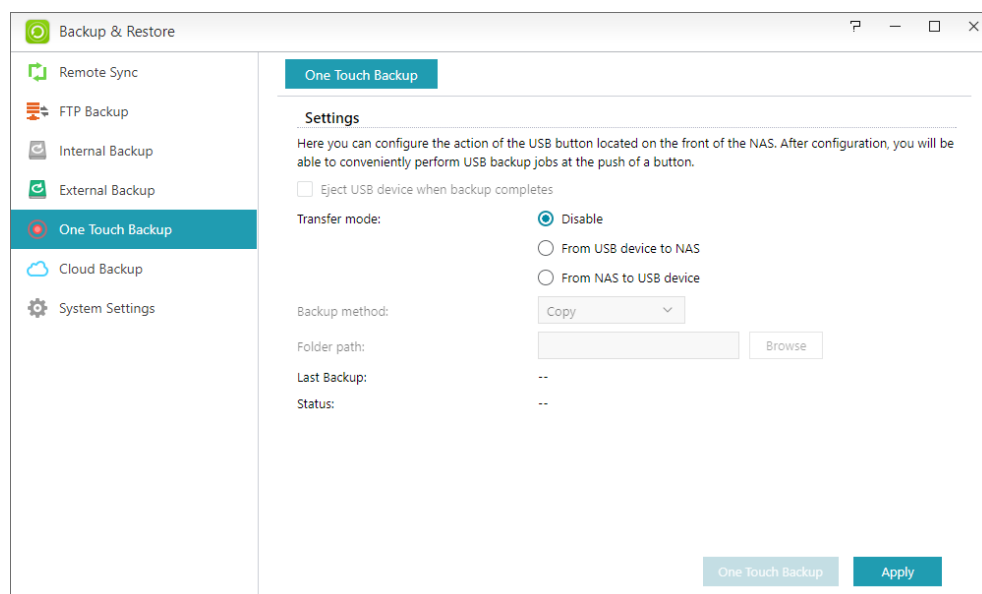 Backup & Restore
?
Remote Sync
FTP Backup
Internal Backup
External Backup
One Touch Backup
Cloud Backup
System Settings
One Touch Backup
Settings
Here you can configure the action of the USB button located on the front of the NAS. After configuration, you will be
able to conveniently perform USB backup jobs at the push of a button.
Eject USB device when backup completes
Transfer mode:
Disable
From USB device to NAS
From NAS to USB device
Backup method:
Copy
Folder path:
Browse
Last Backup:
--
Status:
--
One Touch Backup
Apply